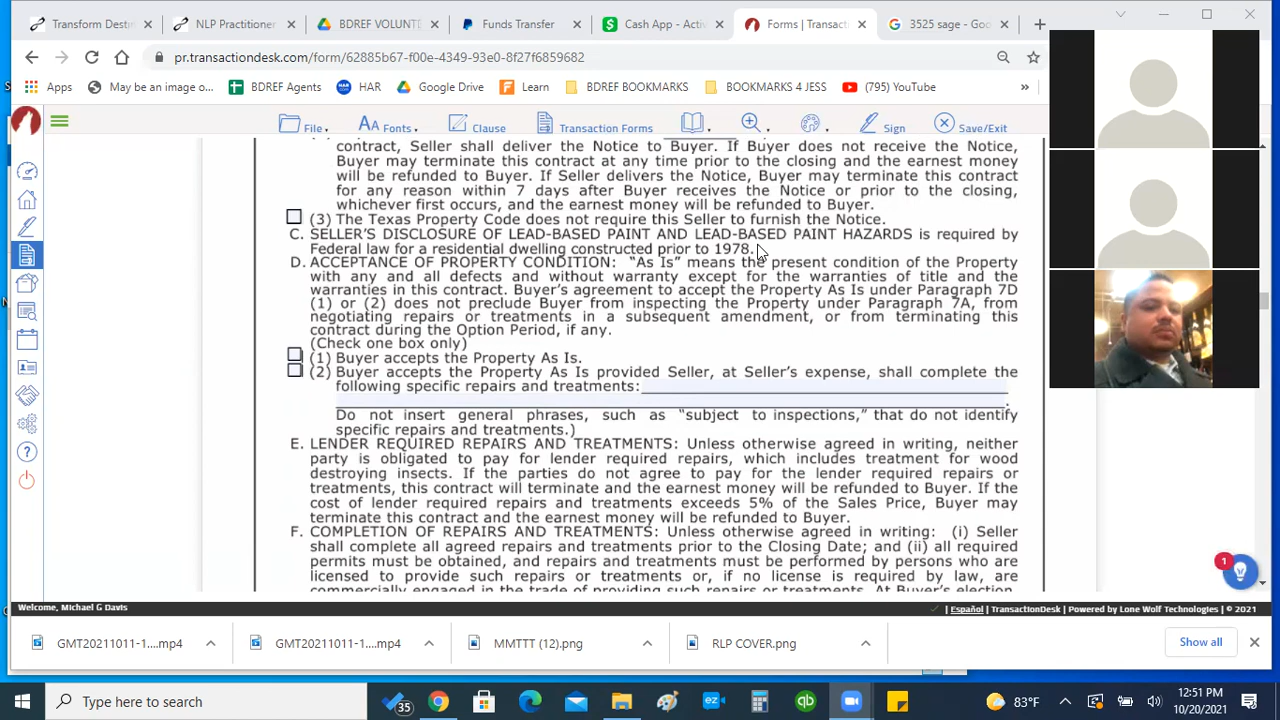 Transform Destin
NLP Practitioner
BDREF VOLUNT
Funds Transfer
Cash App - Activ
Forms | Transact
3525 sage - Goo
pr.transactiondesk.com/form/62885b67-f00e-4349-93e0-8f27f6859682
Apps
May be an image o...
BDREF Agents
HAR
Google Drive
Learn
BDREF BOOKMARKS
BOOKMARKS 4 JESS
(795) YouTube
»
File
Fonts
Clause
Transaction Forms
Sign
Save/Exit
contract, Seller shall deliver the Notice to Buyer. If Buyer does not receive the Notice,
Buyer may terminate this contract at any time prior to the closing and the earnest money
will be refunded to Buyer. If Seller delivers the Notice, Buyer may terminate this contract
for any reason within 7 days after Buyer receives the Notice or prior to the closing,
whichever first occurs, and the earnest money will be refunded to Buyer.
(3) The Texas Property Code does not require this Seller to furnish the Notice.
C. SELLER'S DISCLOSURE OF LEAD-BASED PAINT AND LEAD-BASED PAINT HAZARDS is required by
Federal law for a residential dwelling constructed prior to 1978.
D. ACCEPTANCE OF PROPERTY CONDITION: "As Is" means the present condition of the Property
with any and all defects and without warranty except for the warranties of title and the
warranties in this contract. Buyer's agreement to accept the Property As Is under Paragraph 7D
(1) or (2) does not preclude Buyer from inspecting the Property under Paragraph 7A, from
negotiating repairs or treatments in a subsequent amendment, or from terminating this
contract during the Option Period, if any.
(Check one box only)
(1) Buyer accepts the Property As Is.
(2) Buyer accepts the Property As Is provided Seller, at Seller's expense, shall complete the
following specific repairs and treatments:
.
Do not insert general phrases, such as "subject to inspections," that do not identify
specific repairs and treatments.)
E. LENDER REQUIRED REPAIRS AND TREATMENTS: Unless otherwise agreed in writing, neither
party is obligated to pay for lender required repairs, which includes treatment for wood
destroying insects. If the parties do not agree to pay for the lender required repairs or
treatments, this contract will terminate and the earnest money will be refunded to Buyer. If the
cost of lender required repairs and treatments exceeds 5% of the Sales Price, Buyer may
terminate this contract and the earnest money will be refunded to Buyer.
F. COMPLETION OF REPAIRS AND TREATMENTS: Unless otherwise agreed in writing: (i) Seller
shall complete all agreed repairs and treatments prior to the Closing Date; and (ii) all required
permits must be obtained, and repairs and treatments must be performed by persons who are
licensed to provide such repairs or treatments or, if no license is required by law, are
commercially engaged in the trade of providing such repairs or treatments. At Buyer's election,
1
Welcome, Michael G Davis
| Español | TransactionDesk | Powered by Lone Wolf Technologies | © 2021
GMT20211011-1....mp4
GMT20211011-1....mp4
MMTTT (12).png
RLP COVER.png
Show all
Type here to search
35
ez
qb
83°F
12:51 PM
10/20/2021